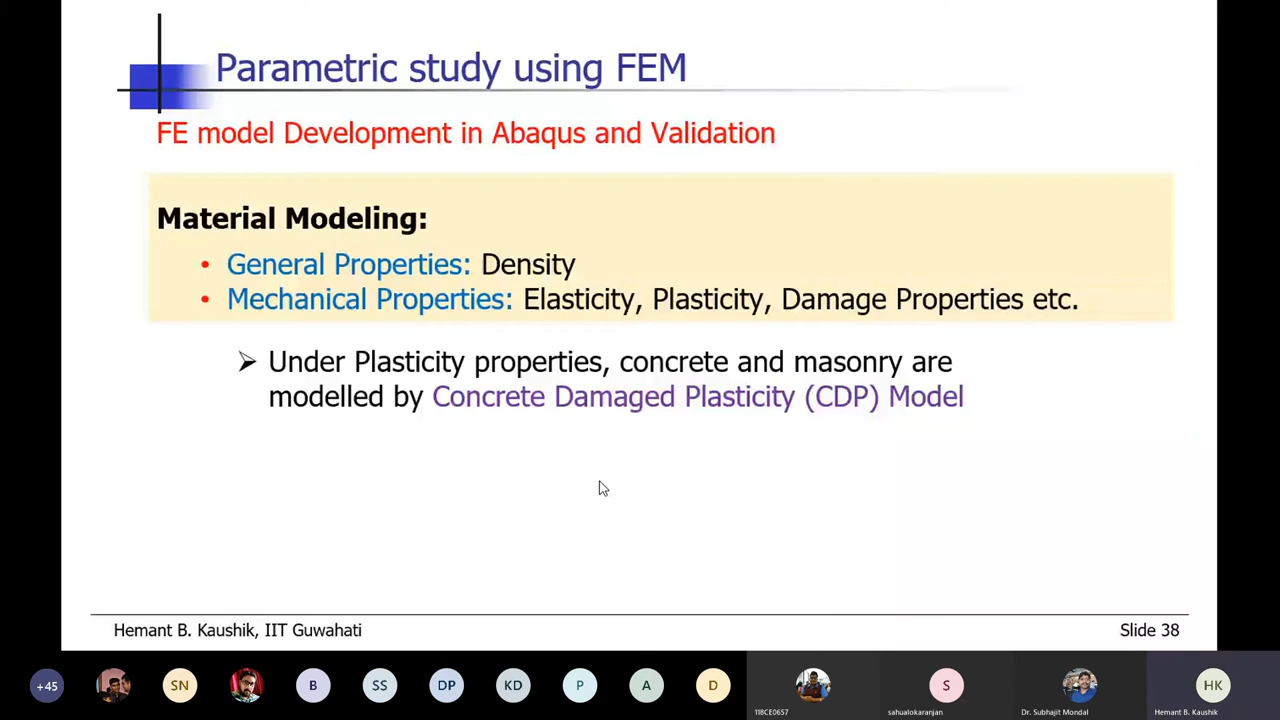 Parametric study using FEM
FE model Development in Abaqus and Validation
Material Modeling:
• General Properties: Density
• Mechanical Properties: Elasticity, Plasticity, Damage Properties etc.
➢ Under Plasticity properties, concrete and masonry are
modelled by Concrete Damaged Plasticity (CDP) Model
Hemant B. Kaushik, IIT Guwahati
Slide 38
+45
SN
B
SS
DP
KD
P
A
D
118CE0657
S
sahualokaranjan
Dr. Subhajit Mondal
HK
Hemant B. Kaushik